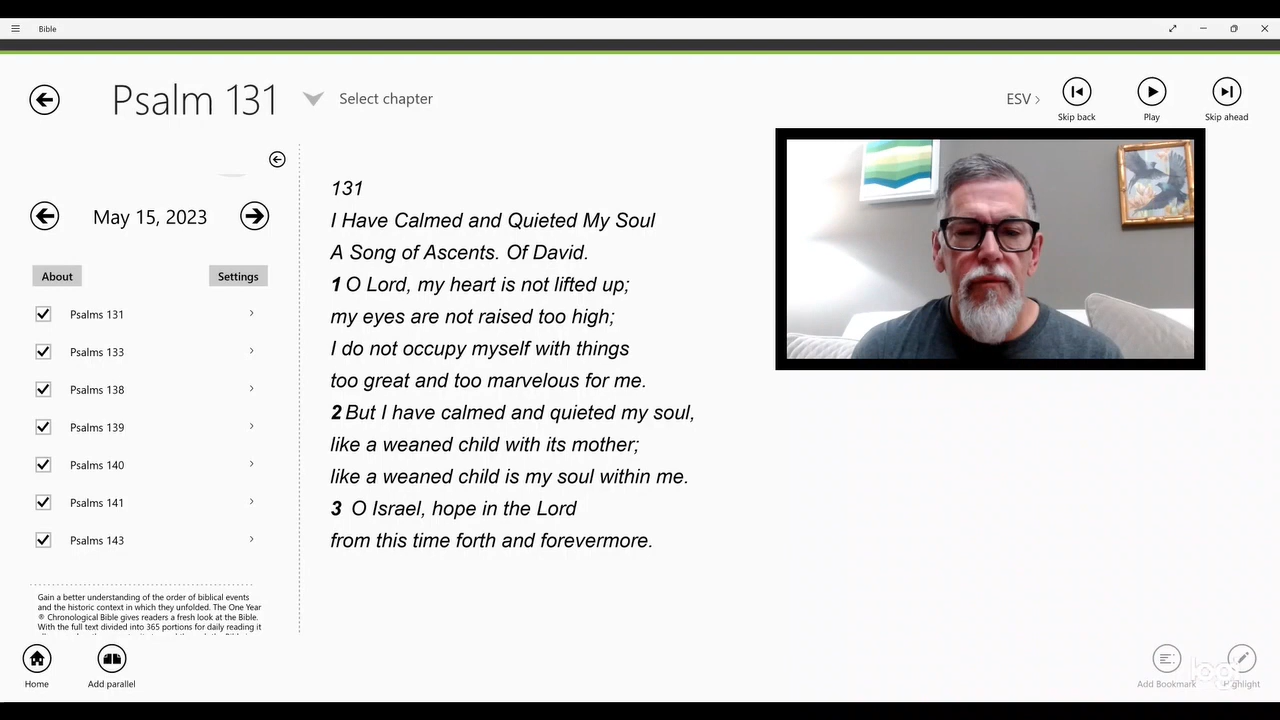 Bible
Psalm 131
Select chapter
ESV
Skip back
Play
Skip ahead
May 15, 2023
About
Settings
Psalms 131
Psalms 133
Psalms 138
Psalms 139
Psalms 140
Psalms 141
Psalms 143
Gain a better understanding of the order of biblical events
and the historic context in which they unfolded. The One Year
® Chronological Bible gives readers a fresh look at the Bible.
With the full text divided into 365 portions for daily reading it
131
I Have Calmed and Quieted My Soul
A Song of Ascents. Of David.
1 O Lord, my heart is not lifted up;
my eyes are not raised too high;
I do not occupy myself with things
too great and too marvelous for me.
2 But I have calmed and quieted my soul,
like a weaned child with its mother;
like a weaned child is my soul within me.
3 O Israel, hope in the Lord
from this time forth and forevermore.
Home
Add parallel
Add Bookmark
Highlight
logi